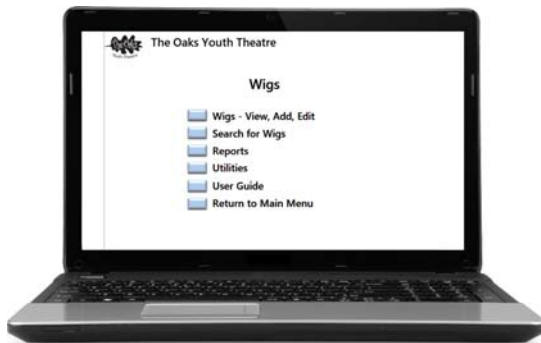 The Oaks Youth Theatre
Wigs
Wigs - View, Add, Edit
Search for Wigs
Reports
Utilities
User Guide
Return to Main Menu